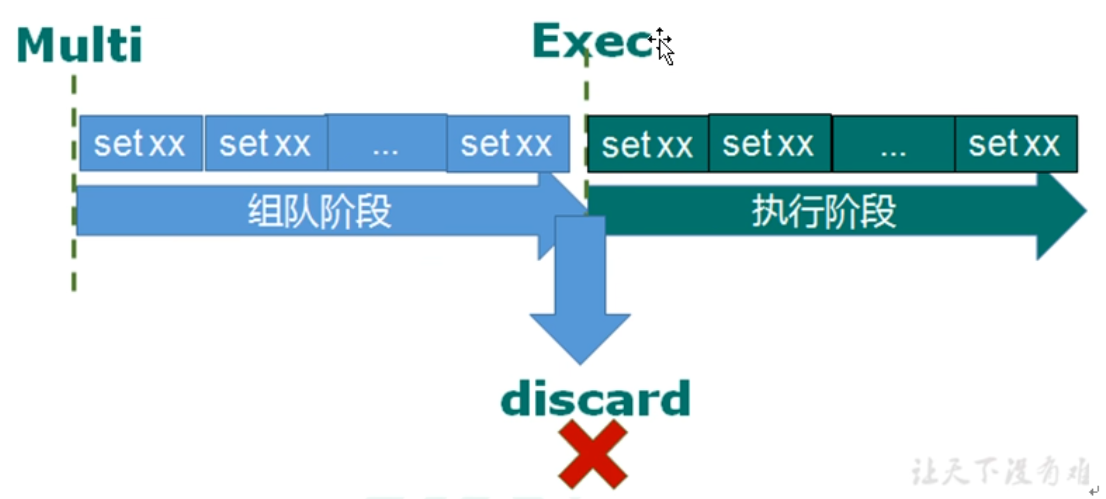 Multi
Exec
set xx set xx ... set xx set xx set xx ... set xx
组队阶段 执行阶段
discard
让天下没有难